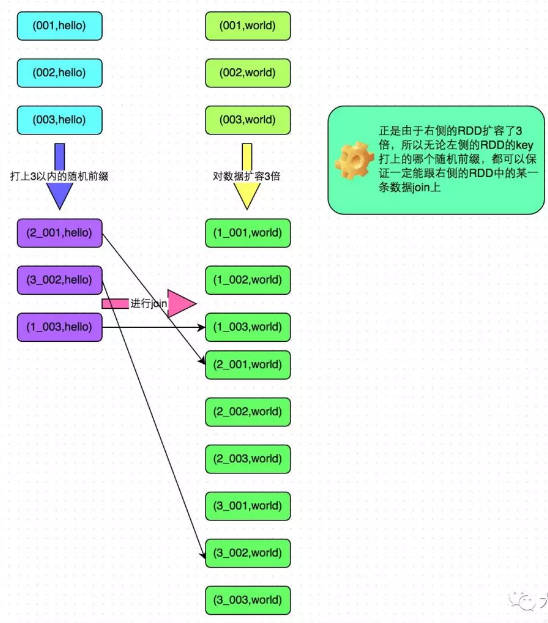 (001,hello)
(001,world)
(002,hello)
(002,world)
(003,hello)
(003,world)
正是由于右侧的RDD扩容了3
倍，所以无论左侧的RDD的key
打上的哪个随机前缀，都可以保
证一定能跟右侧的RDD中的某一
条数据join上
打上3以内的随机前缀
对数据扩容3倍
(2_001,hello)
(1_001,world)
(3_002,hello)
(1_002,world)
进行join
(1_003,hello)
(1_003,world)
(2_001,world)
(2_002,world)
(2_003,world)
(3_001,world)
(3_002,world)
(3_003,world)